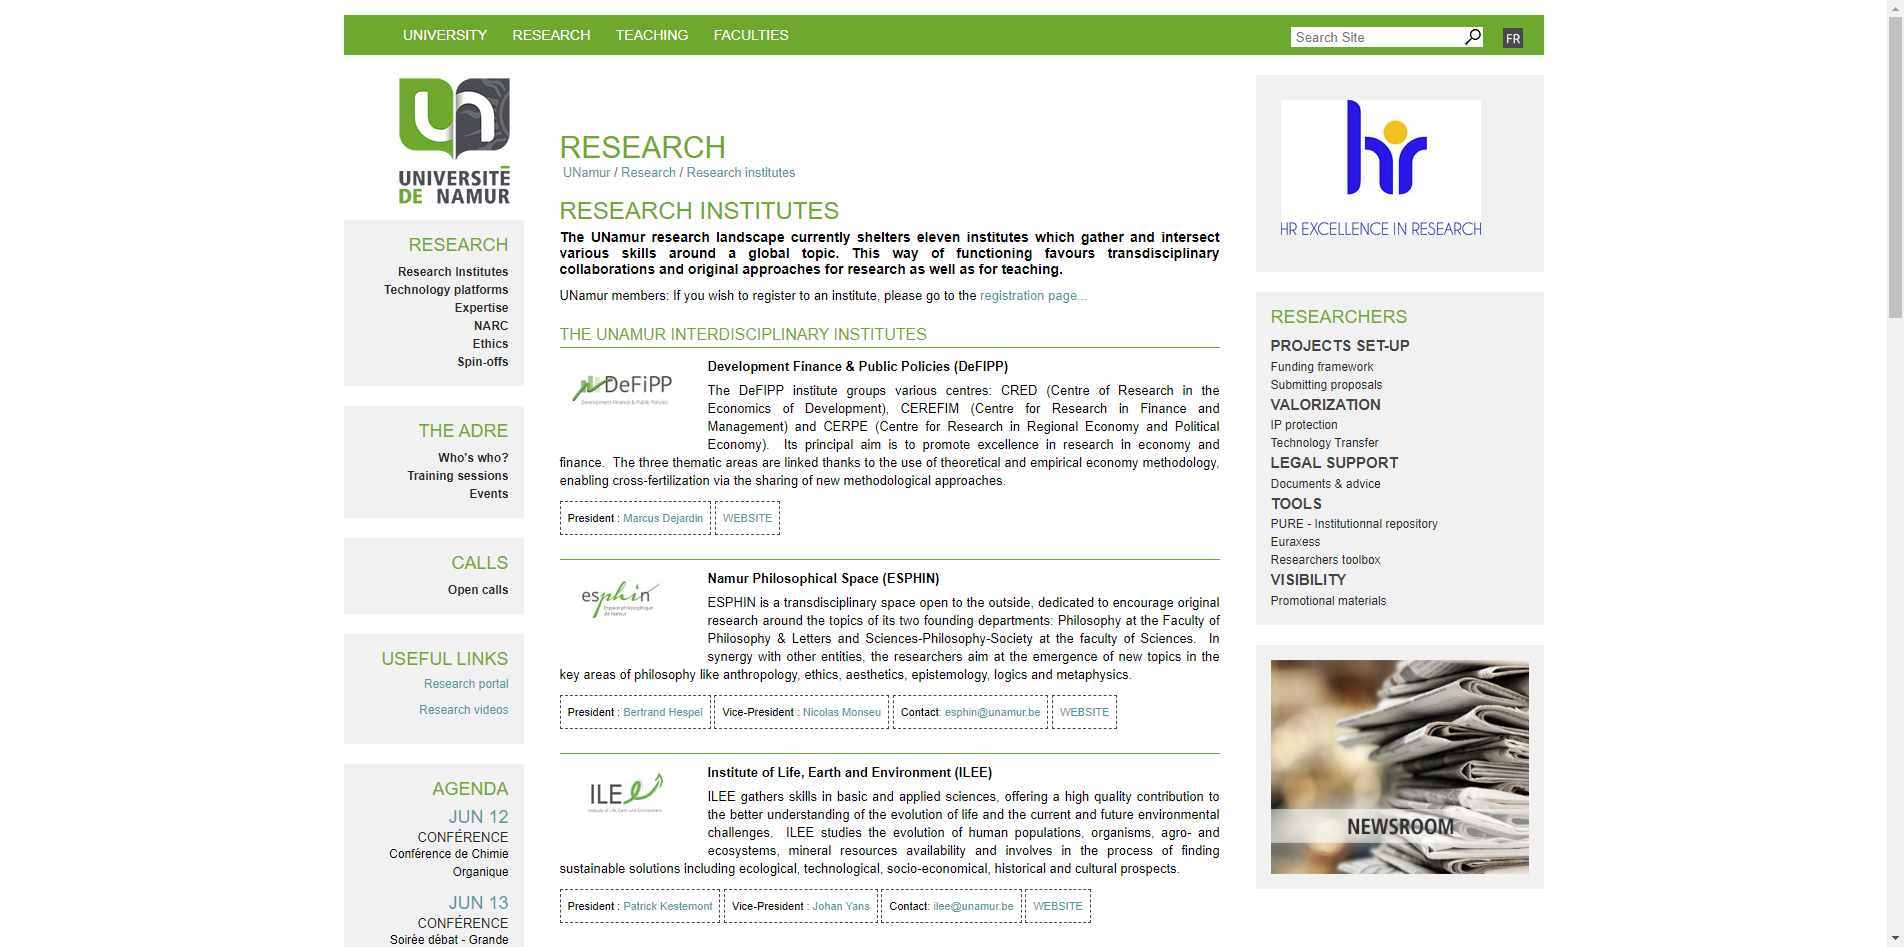 UNIVERSITY RESEARCH TEACHING FACULTIES
Search Site
FR
UNIVERSITÉ
DE NAMUR
RESEARCH
Research Institutes
Technology platforms
Expertise
NARC
Ethics
Spin-offs
THE ADRE
Who's who?
Training sessions
Events
CALLS
Open calls
USEFUL LINKS
Research portal
Research videos
AGENDA
JUN 12
CONFÉRENCE
Conférence de Chimie
Organique
JUN 13
CONFÉRENCE
Soirée débat - Grande
RESEARCH
UNamur / Research / Research institutes
RESEARCH INSTITUTES
The UNamur research landscape currently shelters eleven institutes which gather and intersect
various skills around a global topic. This way of functioning favours transdisciplinary
collaborations and original approaches for research as well as for teaching.
UNamur members: If you wish to register to an institute, please go to the registration page...
THE UNAMUR INTERDISCIPLINARY INSTITUTES
DeFiPP
Development Finance & Public Policies
Development Finance & Public Policies (DeFIPP)
The DeFIPP institute groups various centres: CRED (Centre of Research in the
Economics of Development), CEREFIM (Centre for Research in Finance and
Management) and CERPE (Centre for Research in Regional Economy and Political
Economy). Its principal aim is to promote excellence in research in economy and
finance. The three thematic areas are linked thanks to the use of theoretical and empirical economy methodology,
enabling cross-fertilization via the sharing of new methodological approaches.
President : Marcus Dejardin WEBSITE
esphin
Espace philosophique
de Namur
Namur Philosophical Space (ESPHIN)
ESPHIN is a transdisciplinary space open to the outside, dedicated to encourage original
research around the topics of its two founding departments: Philosophy at the Faculty of
Philosophy & Letters and Sciences-Philosophy-Society at the faculty of Sciences. In
synergy with other entities, the researchers aim at the emergence of new topics in the
key areas of philosophy like anthropology, ethics, aesthetics, epistemology, logics and metaphysics.
President : Bertrand Hespel Vice-President : Nicolas Monseu Contact: esphin@unamur.be WEBSITE
ILEE
Institute of Life, Earth and Environment
Institute of Life, Earth and Environment (ILEE)
ILEE gathers skills in basic and applied sciences, offering a high quality contribution to
the better understanding of the evolution of life and the current and future environmental
challenges. ILEE studies the evolution of human populations, organisms, agro- and
ecosystems, mineral resources availability and involves in the process of finding
sustainable solutions including ecological, technological, socio-economical, historical and cultural prospects.
President : Patrick Kestemont Vice-President : Johan Yans Contact: ilee@unamur.be WEBSITE
hr
HR EXCELLENCE IN RESEARCH
RESEARCHERS
PROJECTS SET-UP
Funding framework
Submitting proposals
VALORIZATION
IP protection
Technology Transfer
LEGAL SUPPORT
Documents & advice
TOOLS
PURE - Institutionnal repository
Euraxess
Researchers toolbox
VISIBILITY
Promotional materials
NEWSROOM